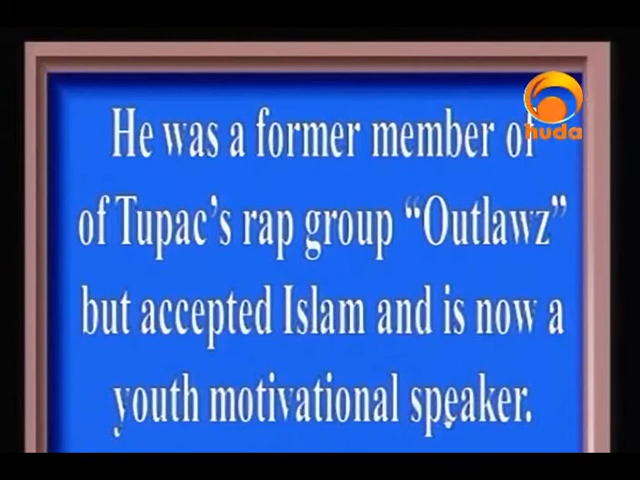 huda
He was a former member of
of Tupac's rap group “Outlawz”
but accepted Islam and is now a
youth motivational speaker.